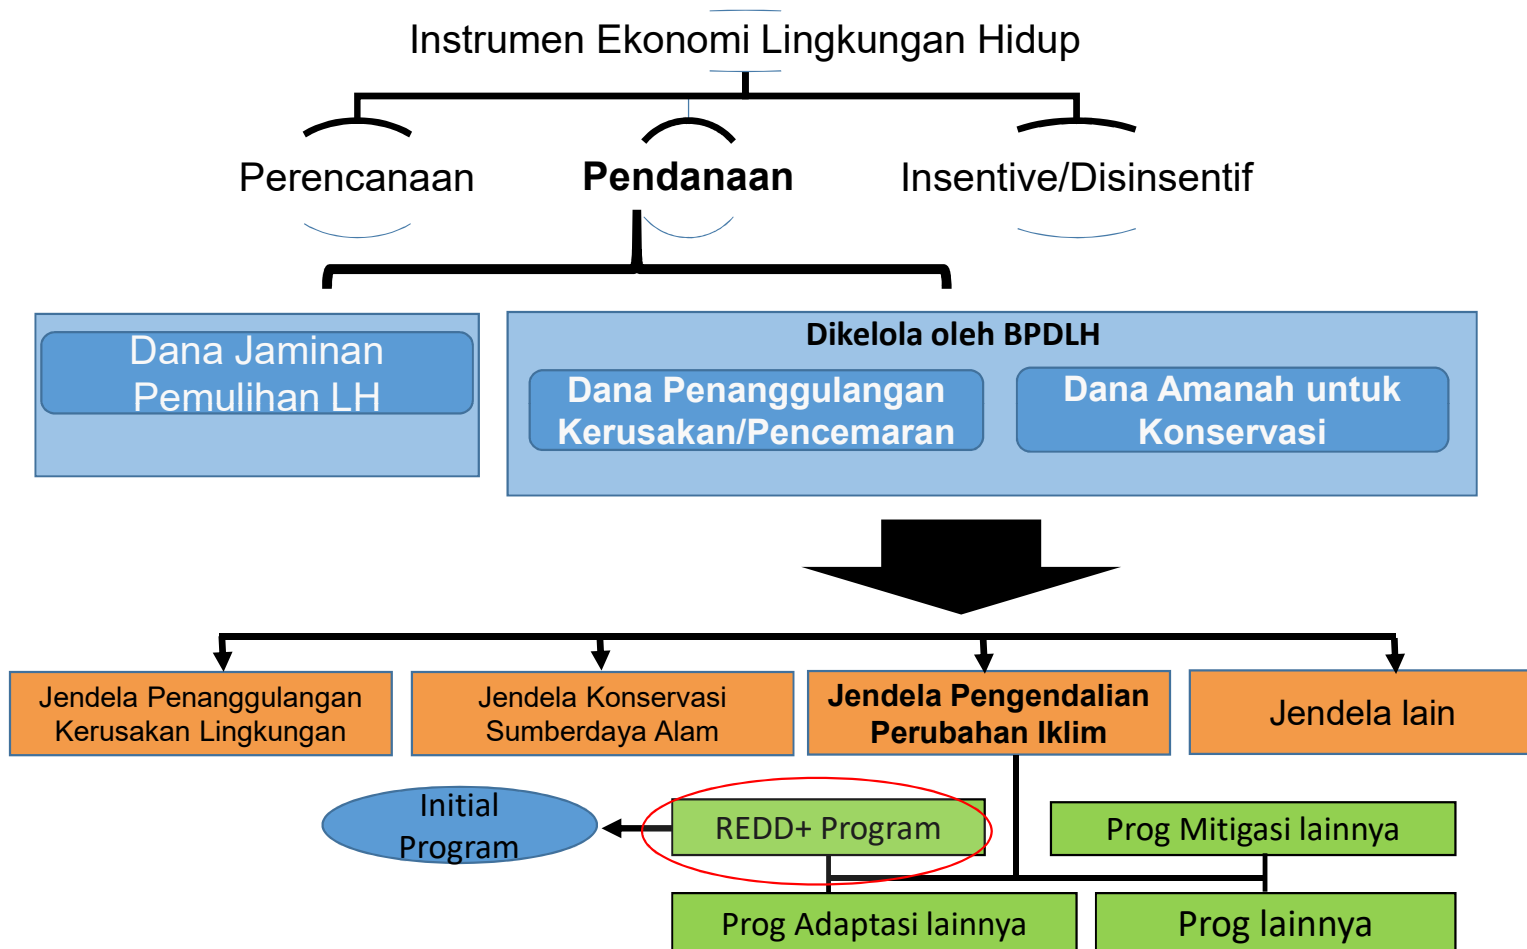 Instrumen Ekonomi Lingkungan Hidup
Perencanaan
Pendanaan
Insentive/Disinsentif
Dana Jaminan
Pemulihan LH
Dikelola oleh BPDLH
Dana Penanggulangan
Kerusakan/Pencemaran
Dana Amanah untuk
Konservasi
Jendela Penanggulangan
Kerusakan Lingkungan
Jendela Konservasi
Sumberdaya Alam
Jendela Pengendalian
Perubahan Iklim
Jendela lain
Initial
Program
REDD+ Program
Prog Mitigasi lainnya
Prog Adaptasi lainnya
Prog lainnya